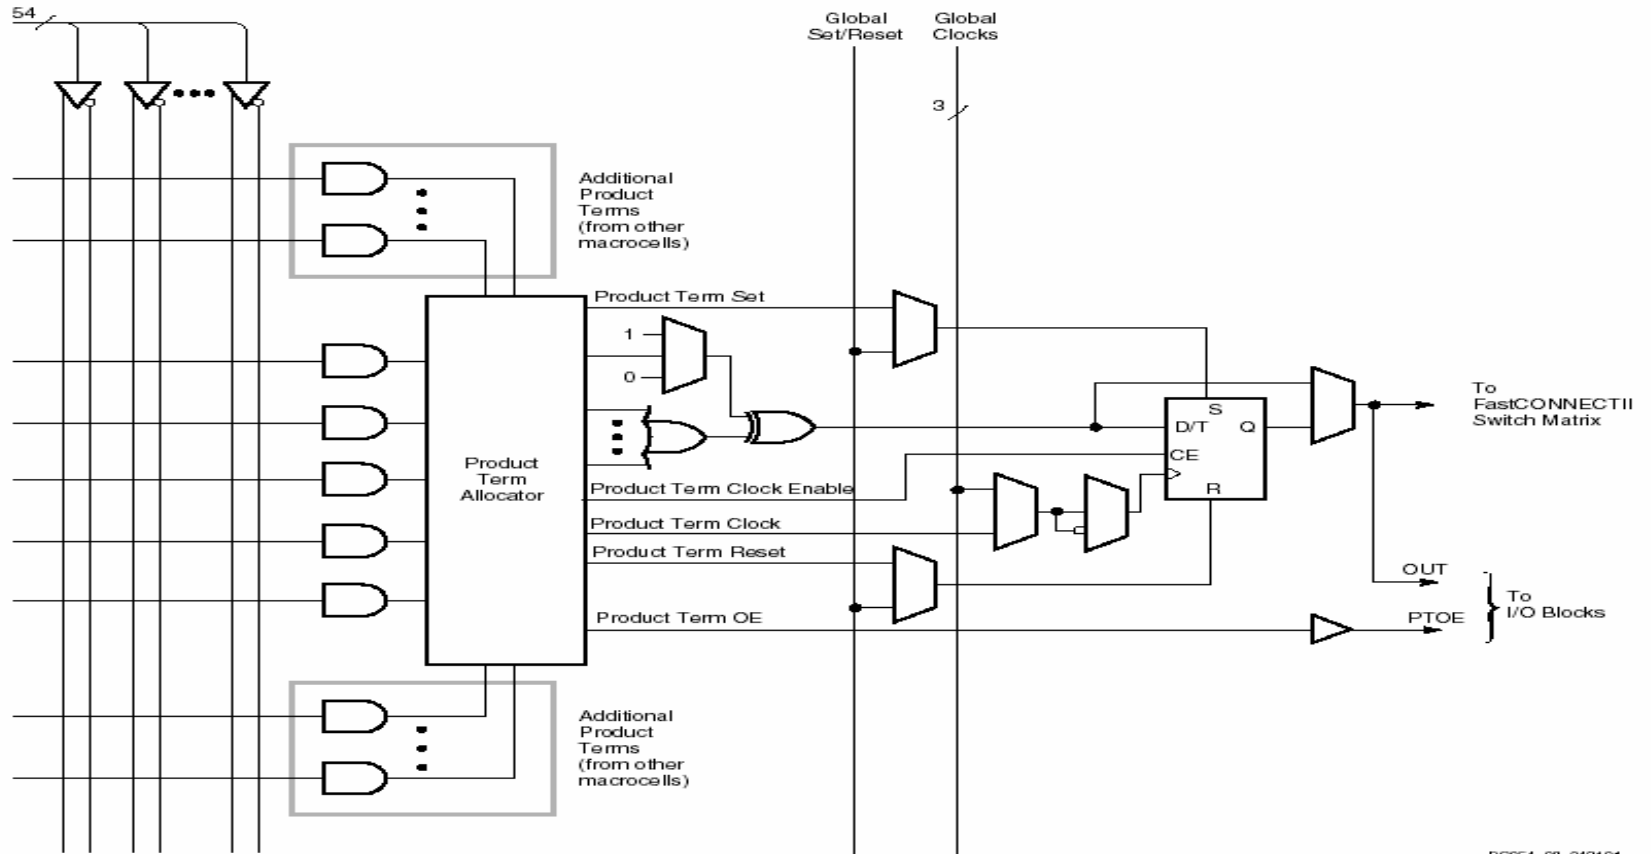 54
Global
Set/Reset
Global
Clocks
3
Additional
Product
Terms
(from other
macrocells)
Product Term Set
1
0
Product
Term
Allocator
S
D/T
Q
CE
R
To
FastCONNECTII
Switch Matrix
Product Term Clock Enable
Product Term Clock
Product Term Reset
Product Term OE
OUT
PTOE
To
I/O Blocks
Additional
Product
Terms
(from other
macrocells)